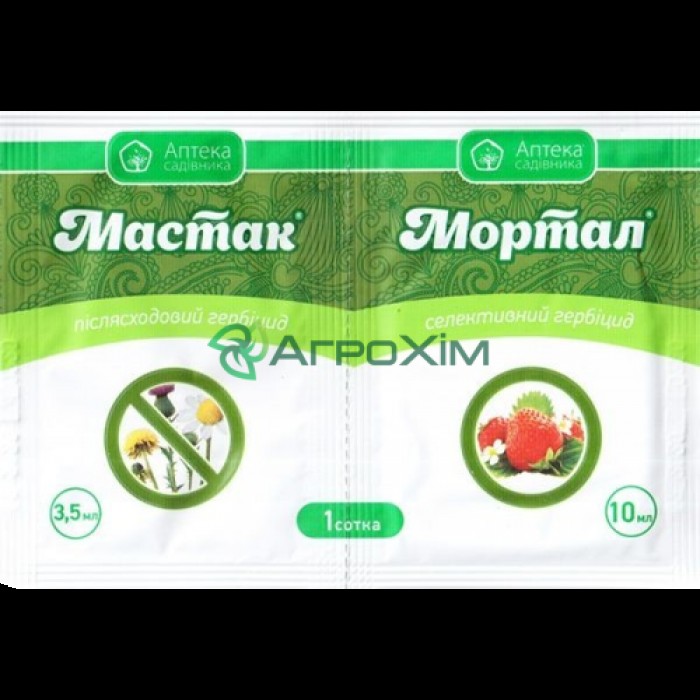 Аптека
садівника
Мастак®
післясходовий гербіцид
3,5 мл
Аптека
садівника
Мортал®
селективний гербіцид
10 мл
1 сотка
АГРОХІМ